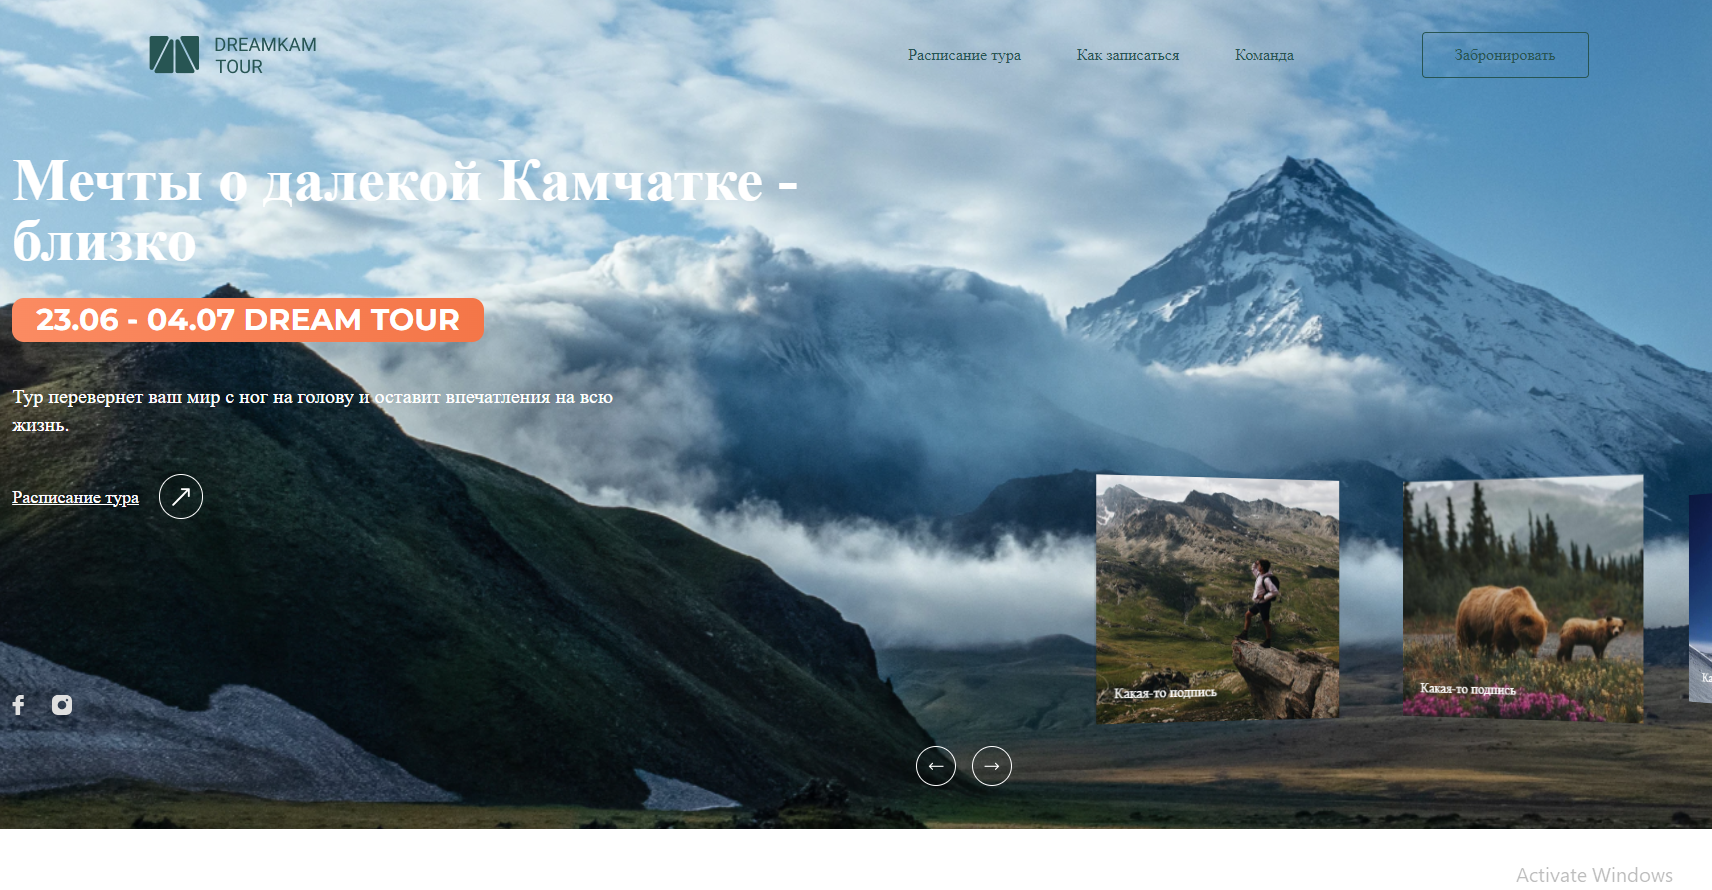 DREAMKAM
TOUR
Расписание тура
Как записаться
Команда
Забронировать
Мечты о далекой Камчатке -
близко
23.06 - 04.07 DREAM TOUR
Тур перевернет ваш мир с ног на голову и оставит впечатления на всю
жизнь.
Расписание тура
Какая-то подпись
Какая-то подпись
Ка
Activate Windows